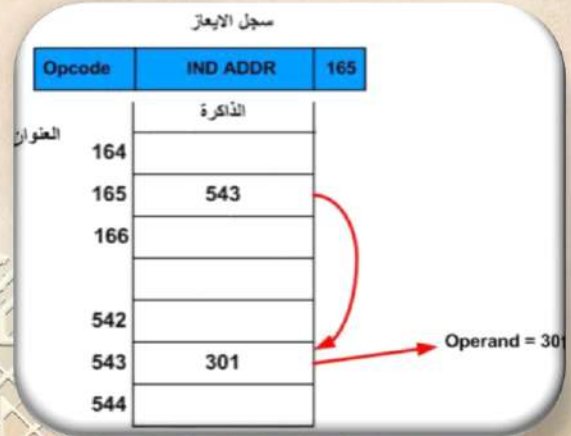 سجل الايعاز
Opcode IND ADDR 165
الذاكرة
العنوان
164
165 543
166
542
543 301
Operand = 301
544